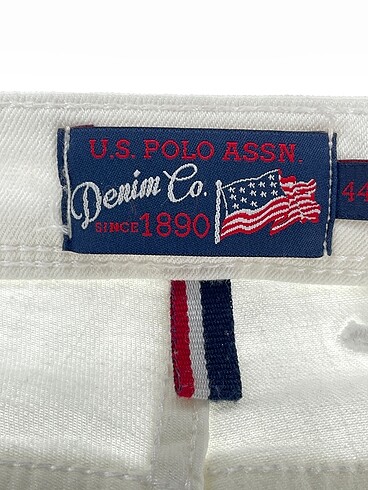 U.S. POLO ASSN.
Denim Co.
SINCE 1890
44